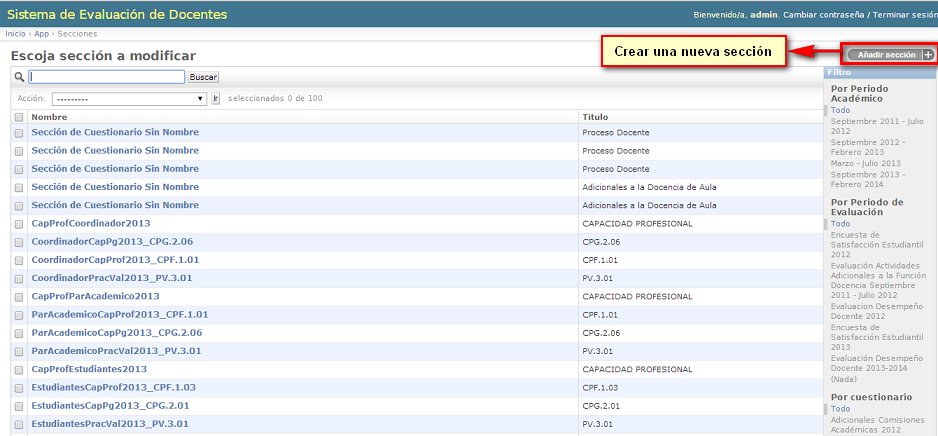 Sistema de Evaluación de Docentes
Bienvenido/a, admin. Cambiar contraseña / Terminar sesión
Inicio › App › Secciones
Escoja sección a modificar
Crear una nueva sección
Añadir sección
Buscar
Acción: --------- Ir seleccionados 0 de 100
Nombre Titulo
Sección de Cuestionario Sin Nombre Proceso Docente
Sección de Cuestionario Sin Nombre Proceso Docente
Sección de Cuestionario Sin Nombre Proceso Docente
Sección de Cuestionario Sin Nombre Adicionales a la Docencia de Aula
Sección de Cuestionario Sin Nombre Adicionales a la Docencia de Aula
CapProfCoordinador2013 CAPACIDAD PROFESIONAL
CoordinadorCapPg2013_CPG.2.06 CPG.2.06
CoordinadorCapProf2013_CPF.1.01 CPF.1.01
CoordinadorPracVal2013_PV.3.01 PV.3.01
CapProfParAcademico2013 CAPACIDAD PROFESIONAL
ParAcademicoCapProf2013_CPF.1.01 CPF.1.01
ParAcademicoCapPg2013_CPG.2.06 CPG.2.06
ParAcademicoPracVal2013_PV.3.01 PV.3.01
CapProfEstudiantes2013 CAPACIDAD PROFESIONAL
EstudiantesCapProf2013_CPF.1.03 CPF.1.03
EstudiantesCapPg2013_CPG.2.01 CPG.2.01
EstudiantesPracVal2013_PV.3.01 PV.3.01
Filtro
Por Periodo
Académico
Todo
Septiembre 2011 - Julio
2012
Septiembre 2012 -
Febrero 2013
Marzo - Julio 2013
Septiembre 2013 -
Febrero 2014
Por Periodo de
Evaluación
Todo
Encuesta de
Satisfacción Estudiantil
2012
Evaluación Actividades
Adicionales a la Función
Docencia Septiembre
2011 - Julio 2012
Evaluacion Desempeño
Docente 2012
Encuesta de
Satisfacción Estudiantil
2013
Evaluación Desempeño
Docente 2013-2014
(Nada)
Por cuestionario
Todo
Adicionales Comisiones
Académicas 2012